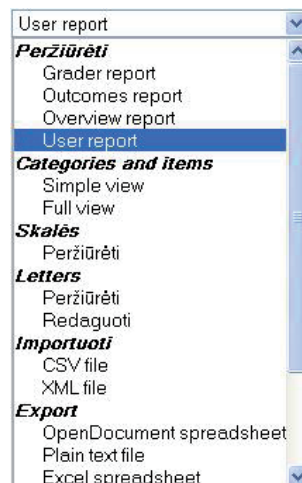 User report
Peržiūrėti
Grader report
Outcomes report
Overview report
User report
Categories and items
Simple view
Full view
Skalės
Peržiūrėti
Letters
Peržiūrėti
Redaguoti
Importuoti
CSV file
XML file
Export
OpenDocument spreadsheet
Plain text file
Excel spreadsheet